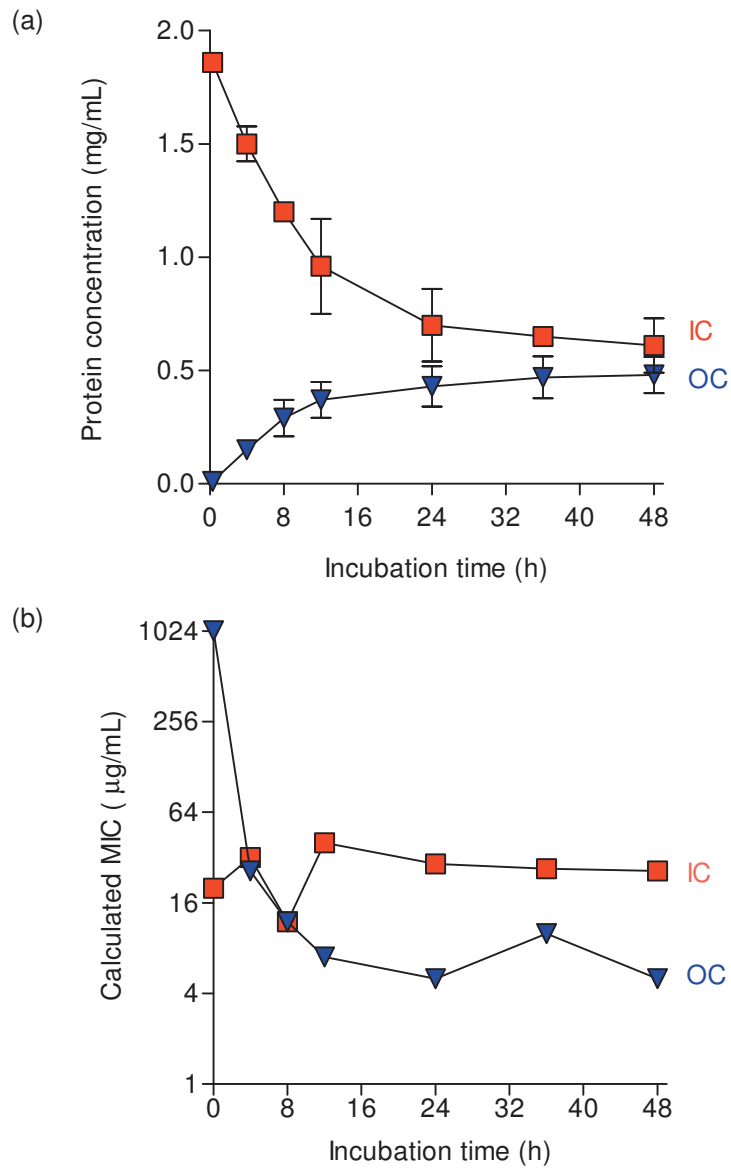 (a)
Protein concentration (mg/mL)
2.0
1.5
1.0
0.5
0.0
IC
OC
0 8 16 24 32 40 48
Incubation time (h)
(b)
Calculated MIC ( µg/mL)
1024
256
64
16
4
1
IC
OC
0 8 16 24 32 40 48
Incubation time (h)